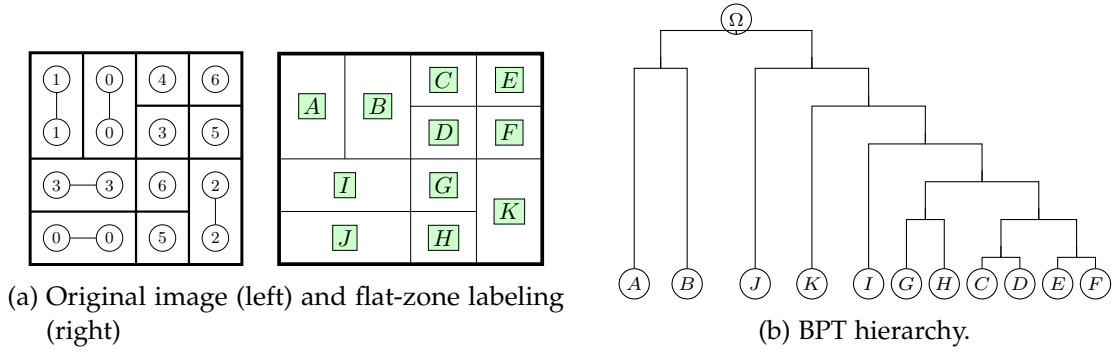 1 0 4 6
1 0 3 5
3 3 6 2
0 0 5 2
A B C E
D F
I G
K
J H
(a) Original image (left) and flat-zone labeling
(right)
Ω
A B J K I G H C D E F
(b) BPT hierarchy.